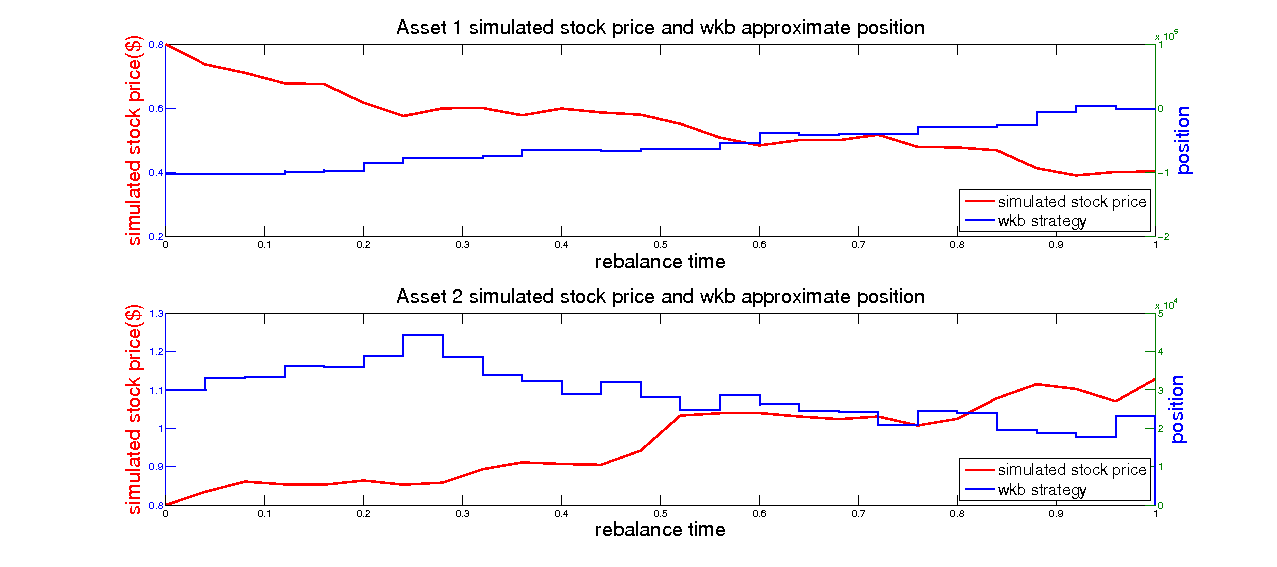 Asset 1 simulated stock price and wkb approximate position
x 10^5
0.8 1
0.6 0
0.4 -1
0.2 -2
simulated stock price($)
position
simulated stock price
wkb strategy
0 0.1 0.2 0.3 0.4 0.5 0.6 0.7 0.8 0.9 1
rebalance time
Asset 2 simulated stock price and wkb approximate position
x 10^4
1.3 5
1.2 4
1.1 3
1 2
0.9 1
0.8 0
simulated stock price($)
position
simulated stock price
wkb strategy
0 0.1 0.2 0.3 0.4 0.5 0.6 0.7 0.8 0.9 1
rebalance time